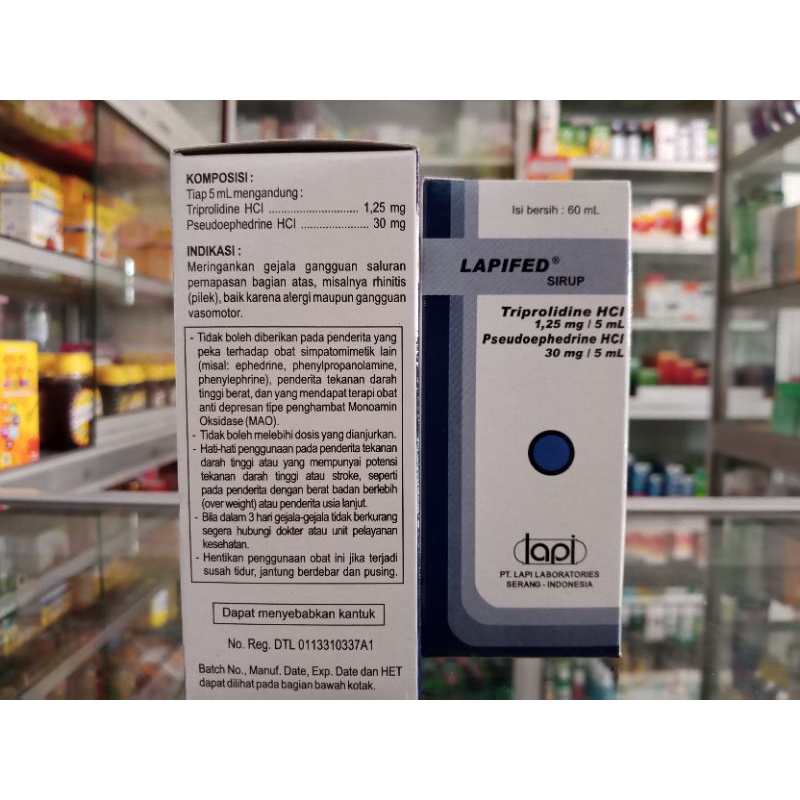 KOMPOSISI :
Tiap 5 mL mengandung :
Triprolidine HCl .............................. 1,25 mg
Pseudoephedrine HCl ...................... 30 mg
INDIKASI :
Meringankan gejala gangguan saluran
pernapasan bagian atas, misalnya rhinitis
(pilek), baik karena alergi maupun gangguan
vasomotor.
- Tidak boleh diberikan pada penderita yang
peka terhadap obat simpatomimetik lain
(misal: ephedrine, phenylpropanolamine,
phenylephrine), penderita tekanan darah
tinggi berat, dan yang mendapat terapi obat
anti depresan tipe penghambat Monoamin
Oksidase (MAO).
- Tidak boleh melebihi dosis yang dianjurkan.
- Hati-hati penggunaan pada penderita tekanan
darah tinggi atau yang mempunyai potensi
tekanan darah tinggi atau stroke, seperti
pada penderita dengan berat badan berlebih
(over weight) atau penderita usia lanjut.
- Bila dalam 3 hari gejala-gejala tidak berkurang
segera hubungi dokter atau unit pelayanan
kesehatan.
- Hentikan penggunaan obat ini jika terjadi
susah tidur, jantung berdebar dan pusing.
Dapat menyebabkan kantuk
No. Reg. DTL 0113310337A1
Batch No., Manuf. Date, Exp. Date dan HET
dapat dilihat pada bagian bawah kotak.
Isi bersih : 60 mL
LAPIFED®
SIRUP
Triprolidine HCl
1,25 mg / 5 mL
Pseudoephedrine HCl
30 mg / 5 mL
lapi
PT. LAPI LABORATORIES
SERANG - INDONESIA